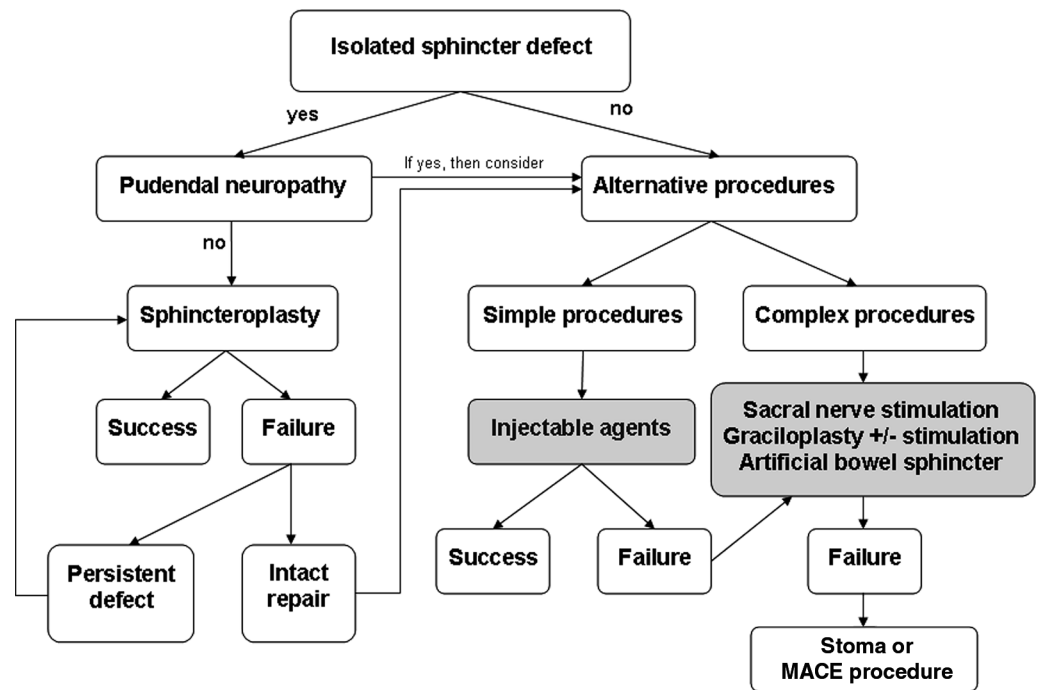 Isolated sphincter defect
yes
no
Pudendal neuropathy
If yes, then consider
Alternative procedures
no
Sphincteroplasty
Simple procedures
Complex procedures
Success
Failure
Injectable agents
Sacral nerve stimulation
Graciloplasty +/- stimulation
Artificial bowel sphincter
Persistent
defect
Intact
repair
Success
Failure
Failure
Stoma or
MACE procedure